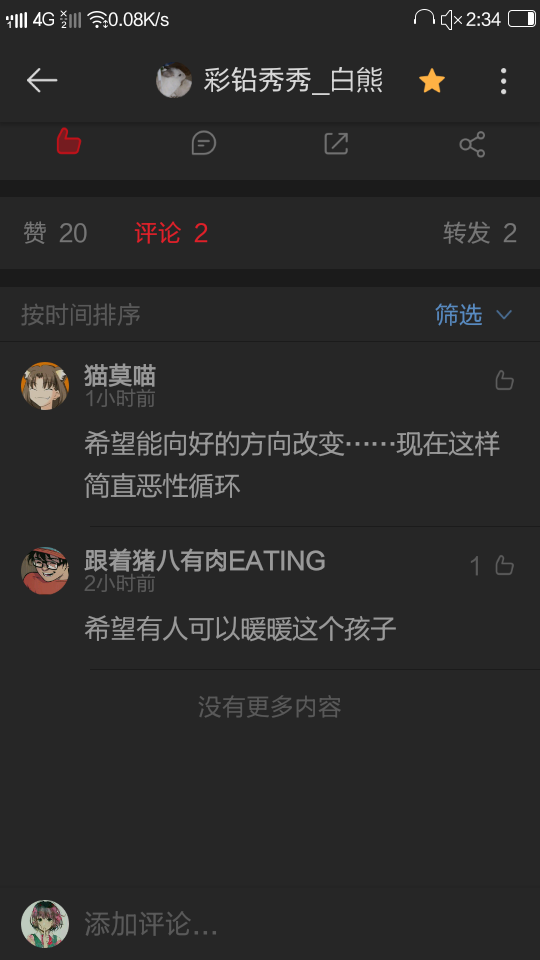 1 4G 2 0.08K/s 2:34
彩铅秀秀_白熊
赞 20 评论 2 转发 2
按时间排序 筛选
猫莫喵
1小时前
希望能向好的方向改变……现在这样
简直恶性循环
跟着猪八有肉EATING 1
2小时前
希望有人可以暖暖这个孩子
没有更多内容
添加评论...